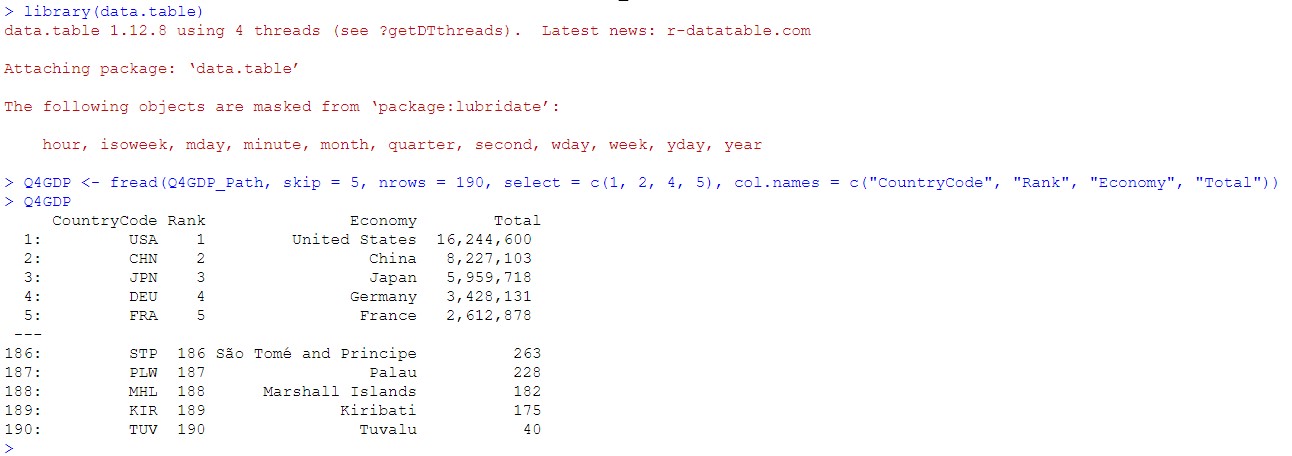 > library(data.table)
data.table 1.12.8 using 4 threads (see ?getDTthreads).  Latest news: r-datatable.com
Attaching package: ‘data.table’
The following objects are masked from ‘package:lubridate’:
    hour, isoweek, mday, minute, month, quarter, second, wday, week, yday, year
> Q4GDP <- fread(Q4GDP_Path, skip = 5, nrows = 190, select = c(1, 2, 4, 5), col.names = c("CountryCode", "Rank", "Economy", "Total"))
> Q4GDP
     CountryCode Rank               Economy        Total
  1:         USA    1         United States  16,244,600
  2:         CHN    2                 China   8,227,103
  3:         JPN    3                 Japan   5,959,718
  4:         DEU    4               Germany   3,428,131
  5:         FRA    5                France   2,612,878
 ---
186:         STP  186 São Tomé and Principe          263
187:         PLW  187                 Palau          228
188:         MHL  188      Marshall Islands          182
189:         KIR  189              Kiribati          175
190:         TUV  190                Tuvalu           40
>